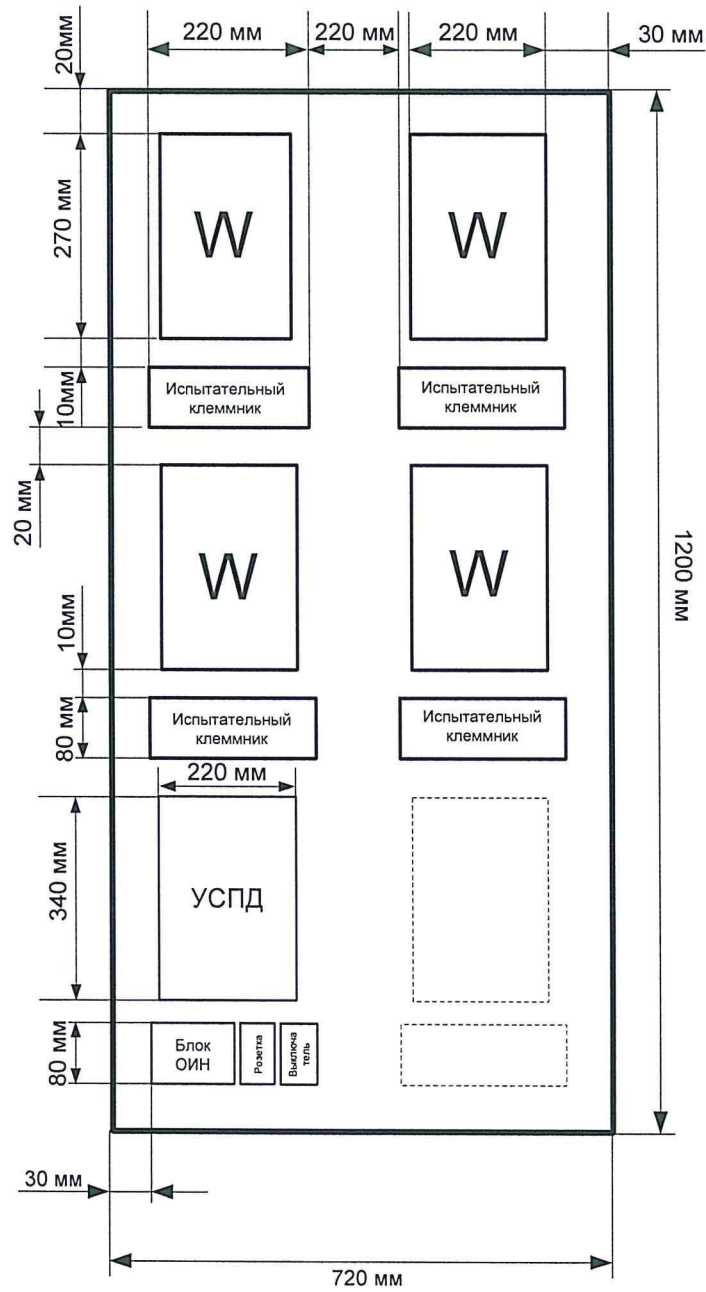 220 мм
220 мм
220 мм
30 мм
20мм
270 мм
W
W
10мм
Испытательный
клеммник
Испытательный
клеммник
20 мм
W
W
1200 мм
10мм
80 мм
Испытательный
клеммник
Испытательный
клеммник
220 мм
340 мм
УСПД
80 мм
Блок
ОИН
Розетка
Выключа
тель
30 мм
720 мм